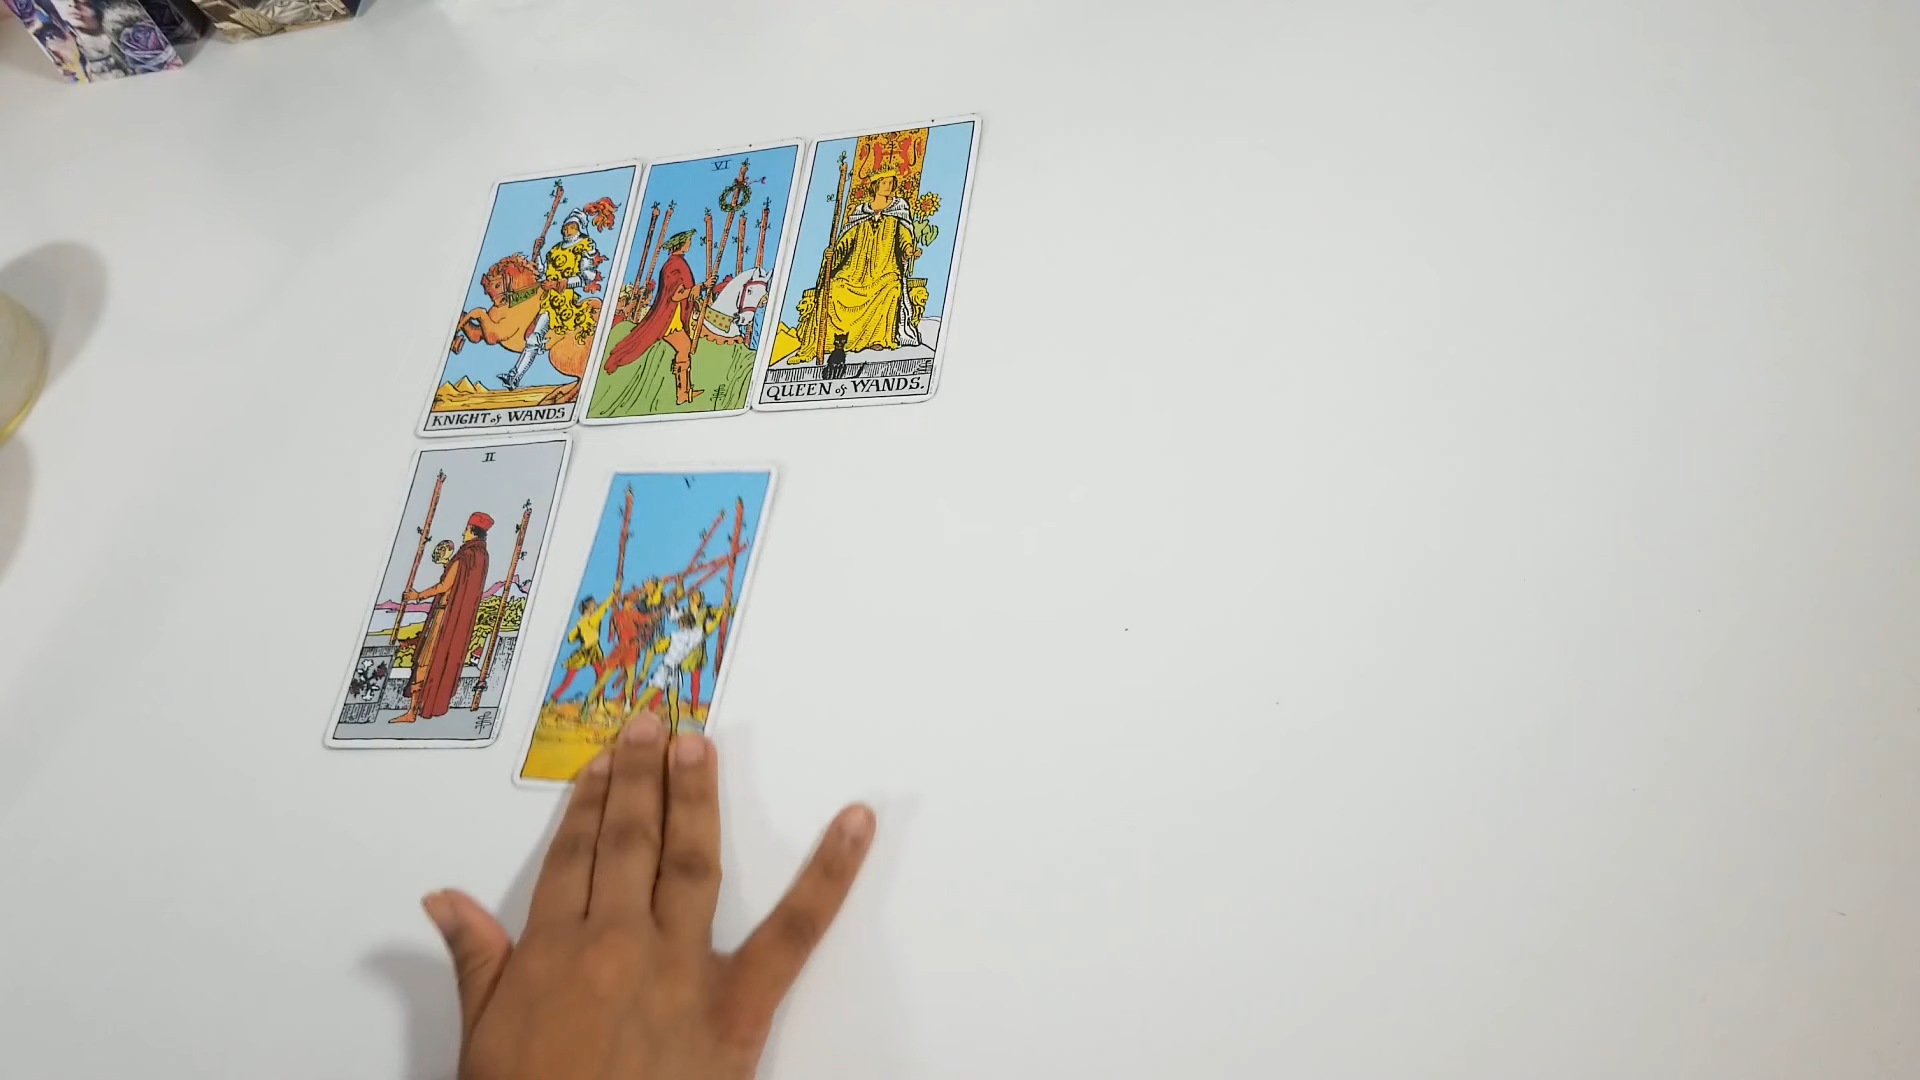 VI
KNIGHT of WANDS
QUEEN of WANDS.
II